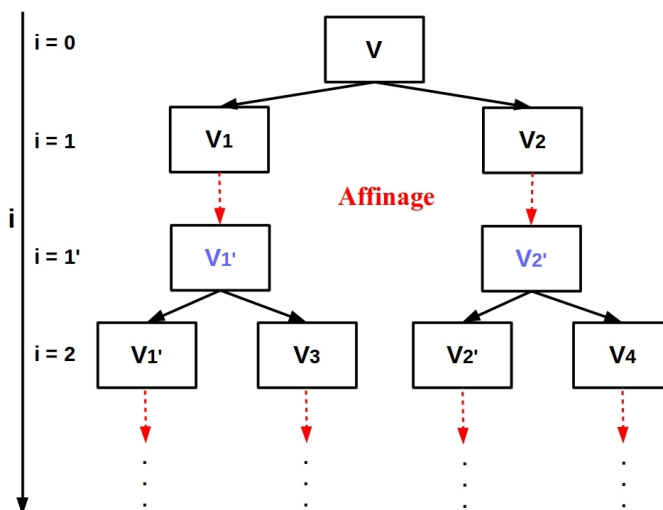 i = 0 V
i = 1 V1 V2
Affinage
i
i = 1' V1' V2'
i = 2 V1' V3 V2' V4